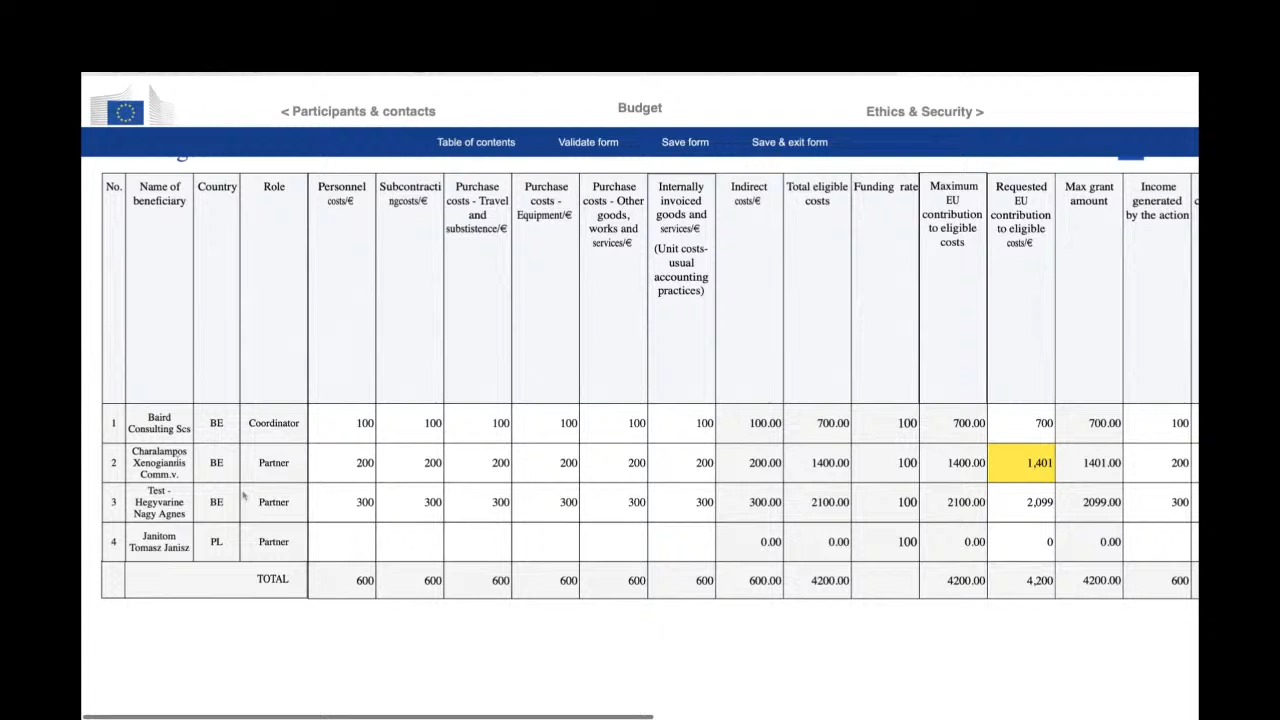 < Participants & contacts Budget Ethics & Security >
Table of contents Validate form Save form Save & exit form
No. Name of beneficiary Country Role Personnel costs/€ Subcontracti ngcosts/€ Purchase costs - Travel and substistence/€ Purchase costs - Equipment/€ Purchase costs - Other goods, works and services/€ Internally invoiced goods and services/€ (Unit costs- usual accounting practices) Indirect costs/€ Total eligible costs Funding rate Maximum EU contribution to eligible costs Requested EU contribution to eligible costs/€ Max grant amount Income generated by the action
1 Baird Consulting Scs BE Coordinator 100 100 100 100 100 100 100.00 700.00 100 700.00 700 700.00 100
2 Charalampos Xenogiannis Comm.v. BE Partner 200 200 200 200 200 200 200.00 1400.00 100 1400.00 1,401 1401.00 200
3 Test - Hegyvarine Nagy Agnes BE Partner 300 300 300 300 300 300 300.00 2100.00 100 2100.00 2,099 2099.00 300
4 Janitom Tomasz Janisz PL Partner 0.00 0.00 100 0.00 0 0.00
TOTAL 600 600 600 600 600 600 600.00 4200.00 4200.00 4,200 4200.00 600